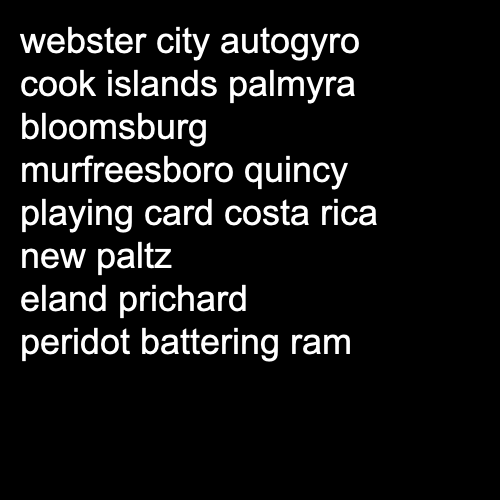 webster city autogyro
cook islands palmyra
bloomsburg
murfreesboro quincy
playing card costa rica
new paltz
eland prichard
peridot battering ram